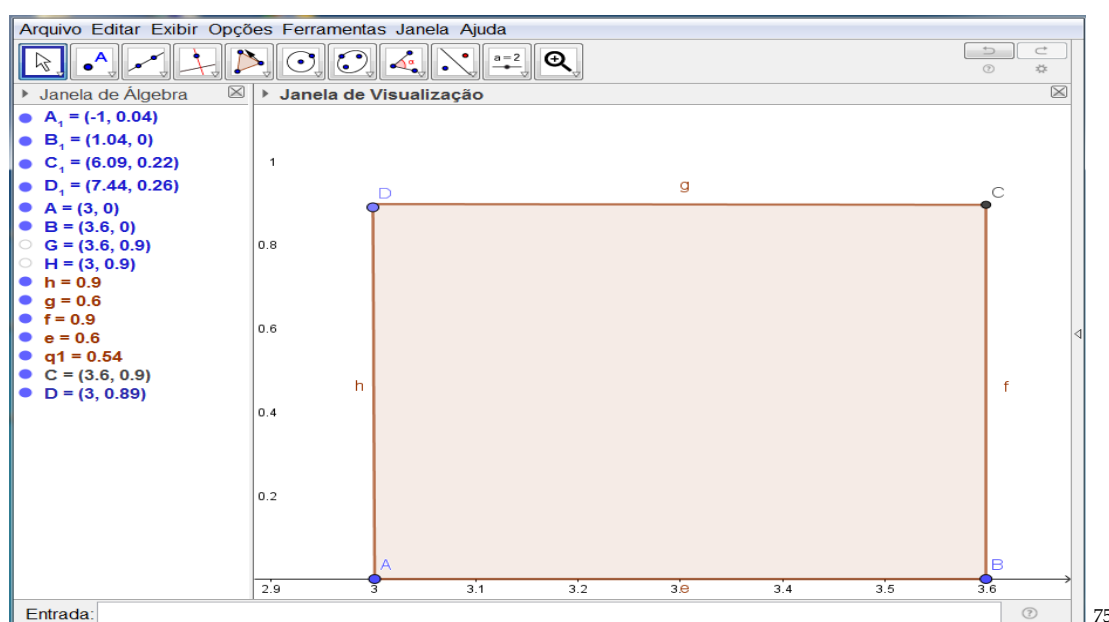 Arquivo Editar Exibir Opções Ferramentas Janela Ajuda
A
a = 2
Janela de Álgebra
Janela de Visualização
A₁ = (-1, 0.04)
B₁ = (1.04, 0)
C₁ = (6.09, 0.22)
D₁ = (7.44, 0.26)
A = (3, 0)
B = (3.6, 0)
G = (3.6, 0.9)
H = (3, 0.9)
h = 0.9
g = 0.6
f = 0.9
e = 0.6
q1 = 0.54
C = (3.6, 0.9)
D = (3, 0.89)
1
D
g
C
0.8
0.6
h
f
0.4
0.2
A
B
2.9 3 3.1 3.2 3.3 3.4 3.5 3.6
e
Entrada:
75